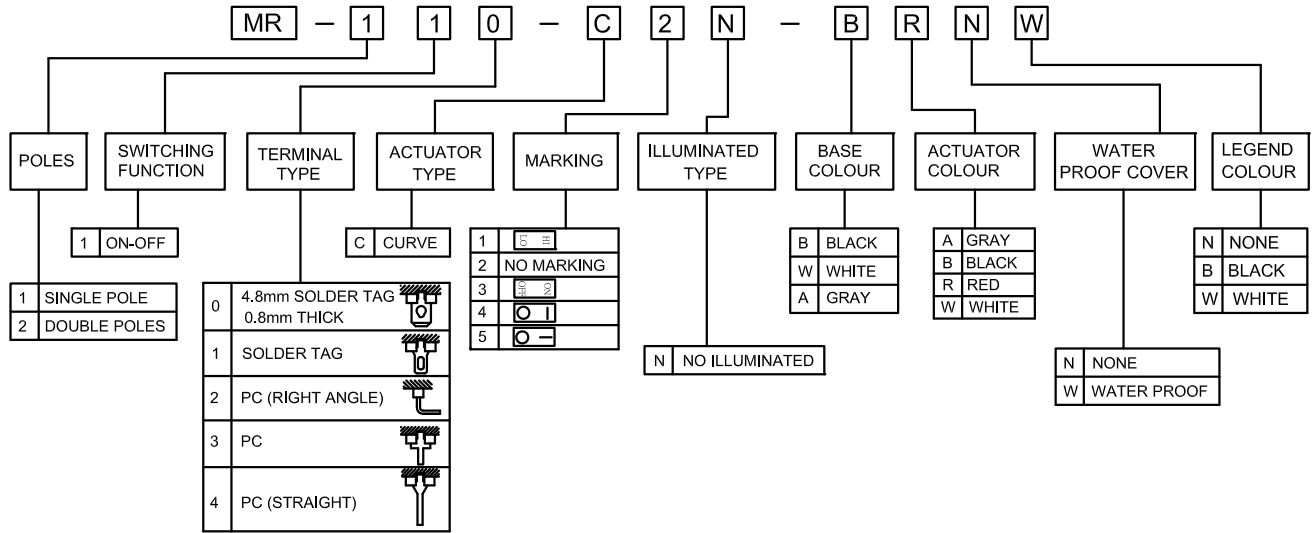 MR - 1 1 0 - C 2 N - B R N W
POLES
SWITCHING
FUNCTION
TERMINAL
TYPE
ACTUATOR
TYPE
MARKING
ILLUMINATED
TYPE
BASE
COLOUR
ACTUATOR
COLOUR
WATER
PROOF COVER
LEGEND
COLOUR
1 SINGLE POLE
2 DOUBLE POLES
1 ON-OFF
0 4.8mm SOLDER TAG
0.8mm THICK
1 SOLDER TAG
2 PC (RIGHT ANGLE)
3 PC
4 PC (STRAIGHT)
C CURVE
1 LO HI
2 NO MARKING
3 OFF ON
4 O |
5 O —
N NO ILLUMINATED
B BLACK
W WHITE
A GRAY
A GRAY
B BLACK
R RED
W WHITE
N NONE
W WATER PROOF
N NONE
B BLACK
W WHITE